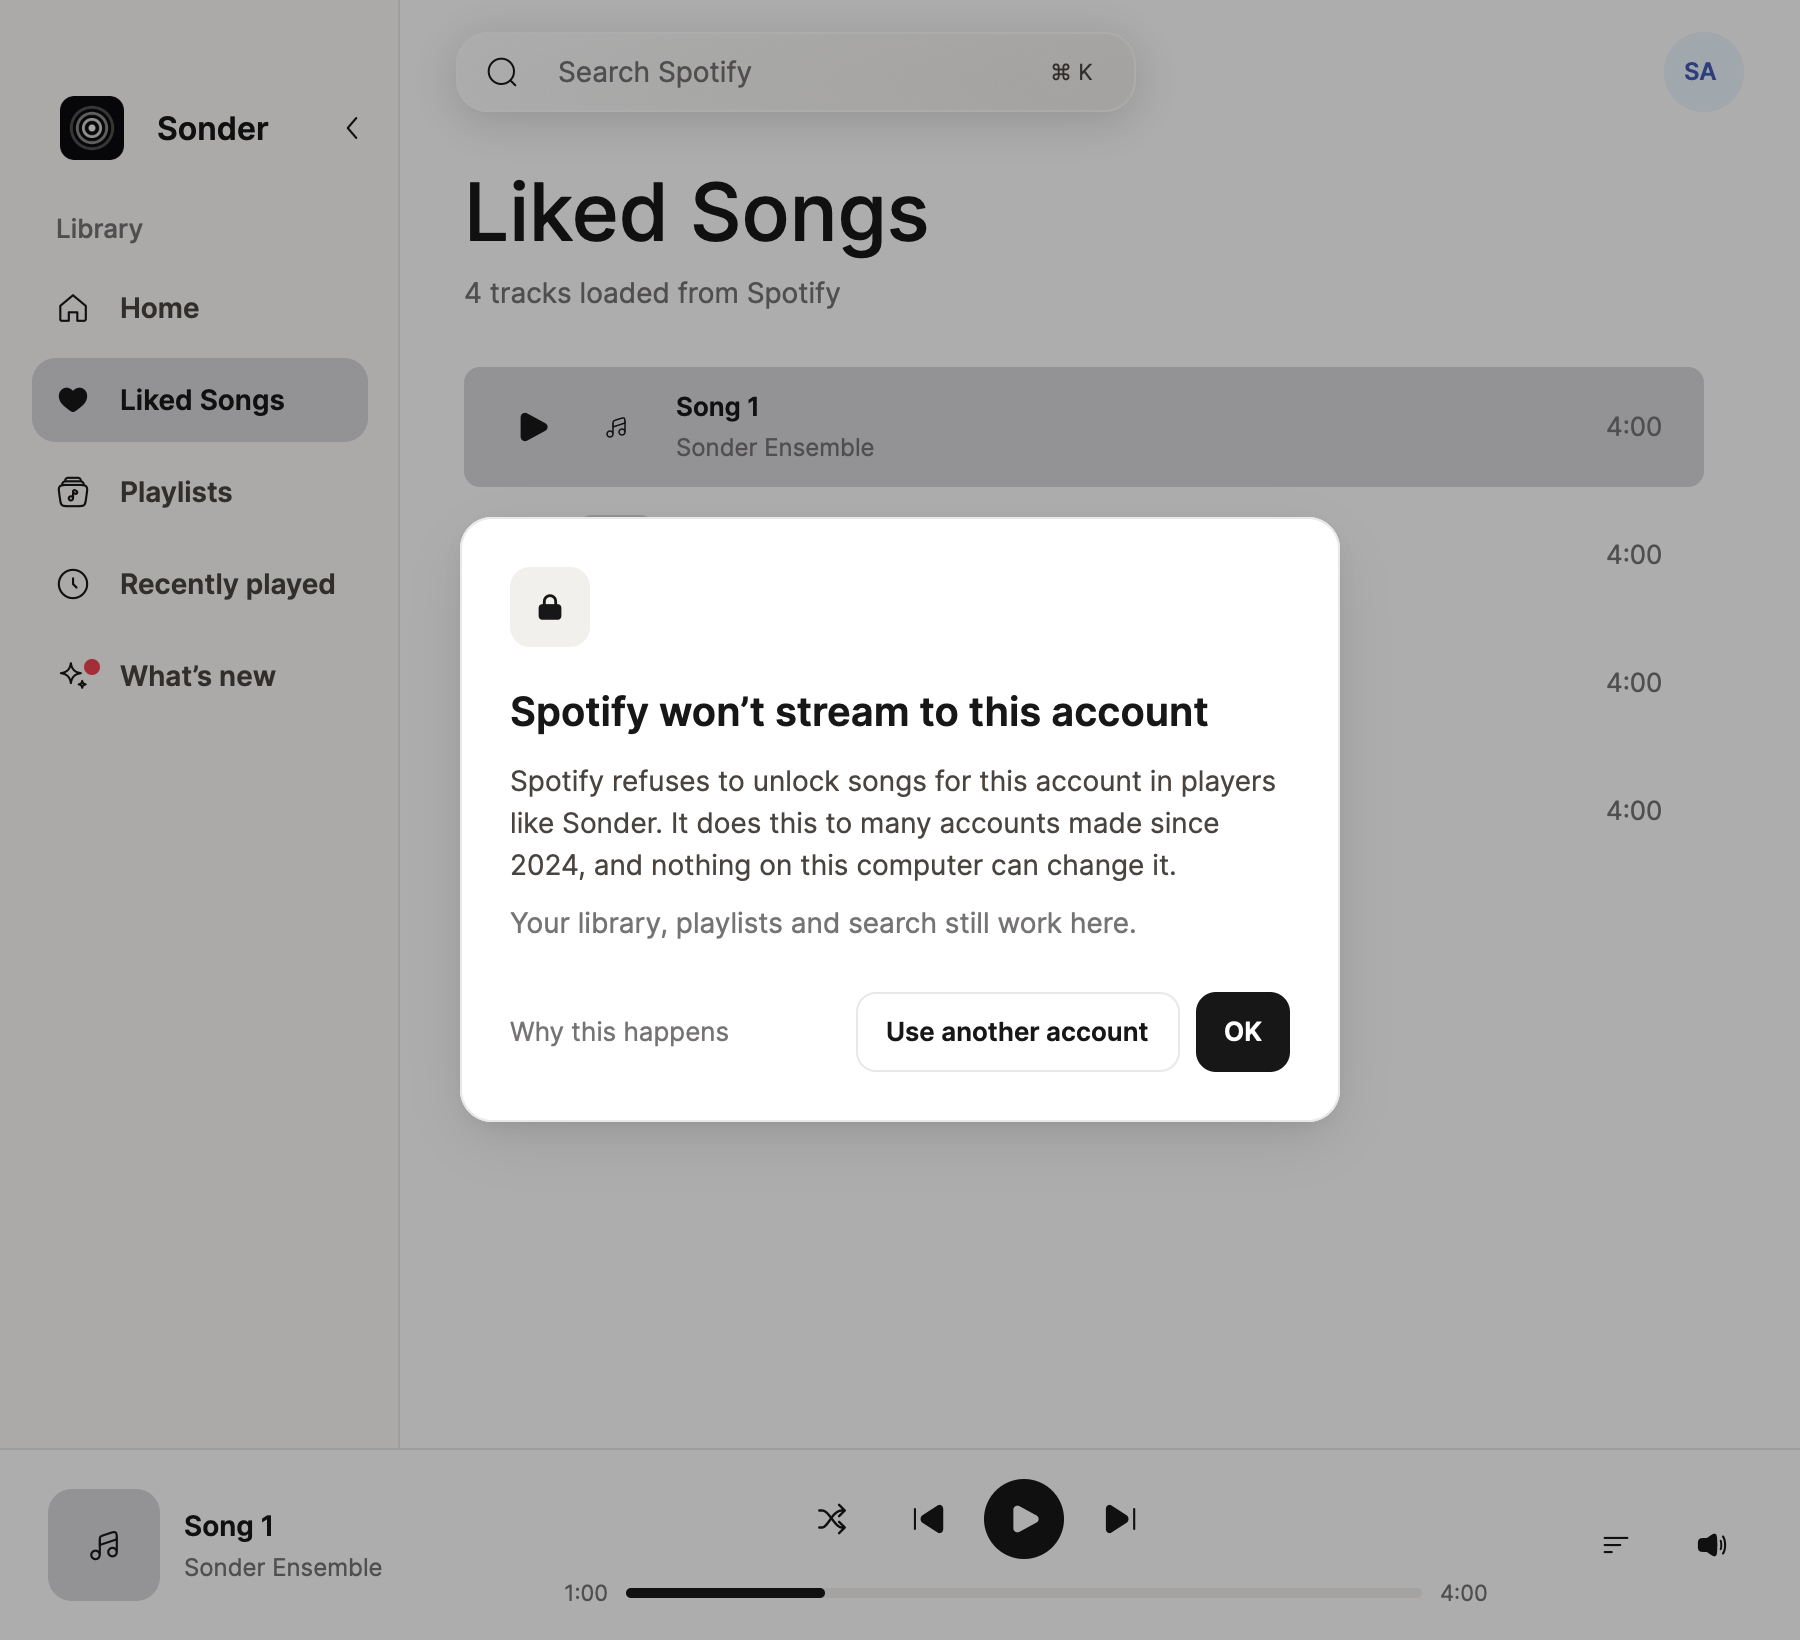 Search Spotify
⌘ K
SA
Sonder
Library
Home
Liked Songs
Playlists
Recently played
What’s new
Liked Songs
4 tracks loaded from Spotify
Song 1
Sonder Ensemble
4:00
4:00
4:00
4:00
Spotify won’t stream to this account
Spotify refuses to unlock songs for this account in players
like Sonder. It does this to many accounts made since
2024, and nothing on this computer can change it.
Your library, playlists and search still work here.
Why this happens
Use another account
OK
Song 1
Sonder Ensemble
1:00
4:00